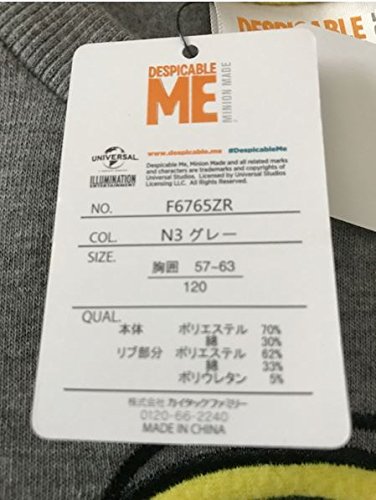 DESPICABLE
ME
MINION MADE
DESPICABLE
UNIVERSAL
ILLUMINATION
ENTERTAINMENT
www.despicable.me #DespicableMe
Despicable Me, Minion Made and all related marks
and characters are trademarks and copyrights of
Universal Studios. Licensed by Universal Studios
Licensing LLC. All Rights Reserved.
NO. F6765ZR
COL. N3 グレー
SIZE.
胸囲 57-63
120
QUAL.
本体 ポリエステル 70%
綿 30%
リブ部分 ポリエステル 62%
綿 33%
ポリウレタン 5%
株式会社カイタックファミリー
0120-66-2240
MADE IN CHINA